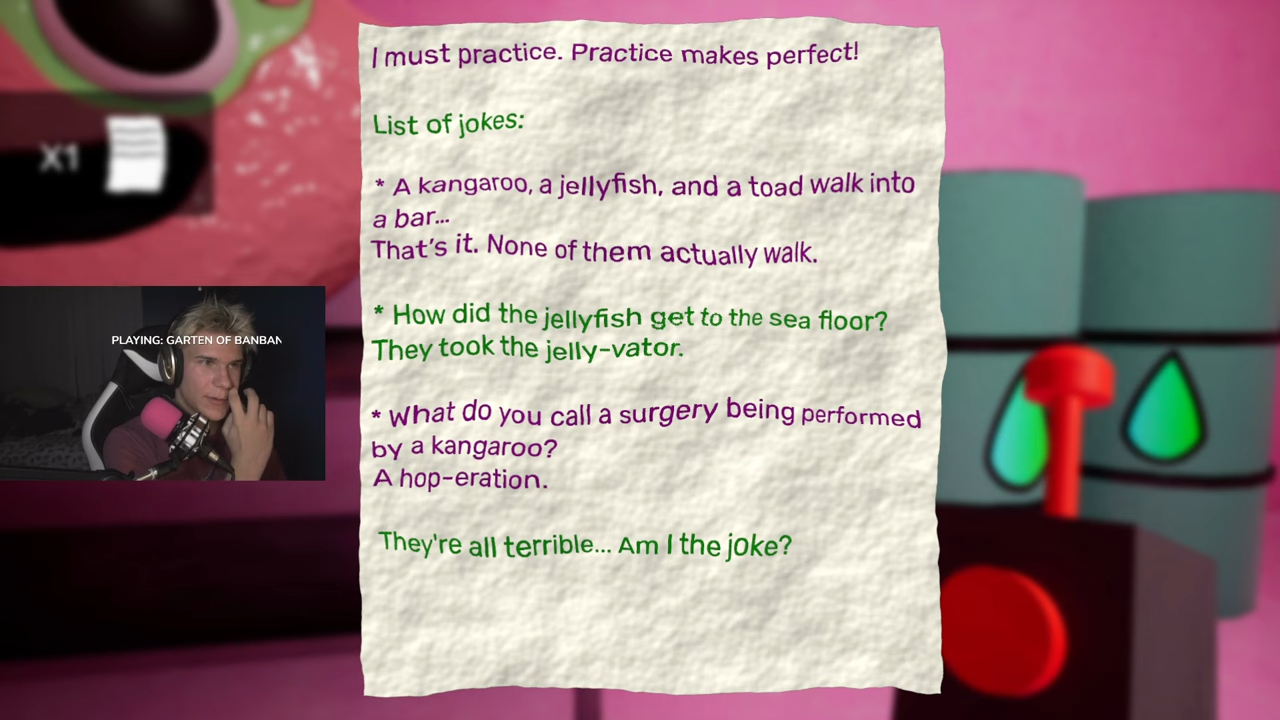 I must practice. Practice makes perfect!
List of jokes:
* A kangaroo, a jellyfish, and a toad walk into
a bar...
That's it. None of them actually walk.
* How did the jellyfish get to the sea floor?
They took the jelly-vator.
* What do you call a surgery being performed
by a kangaroo?
A hop-eration.
They're all terrible... Am I the joke?
X1
PLAYING: GARTEN OF BANBAN